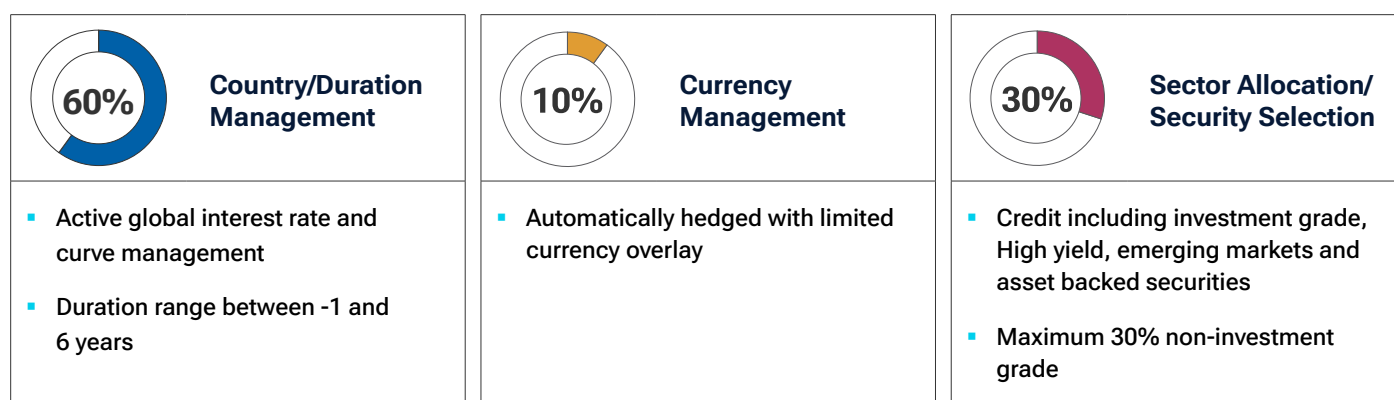 60%
Country/Duration
Management
▪ Active global interest rate and
curve management
▪ Duration range between -1 and
6 years
10%
Currency
Management
▪ Automatically hedged with limited
currency overlay
30%
Sector Allocation/
Security Selection
▪ Credit including investment grade,
High yield, emerging markets and
asset backed securities
▪ Maximum 30% non-investment
grade